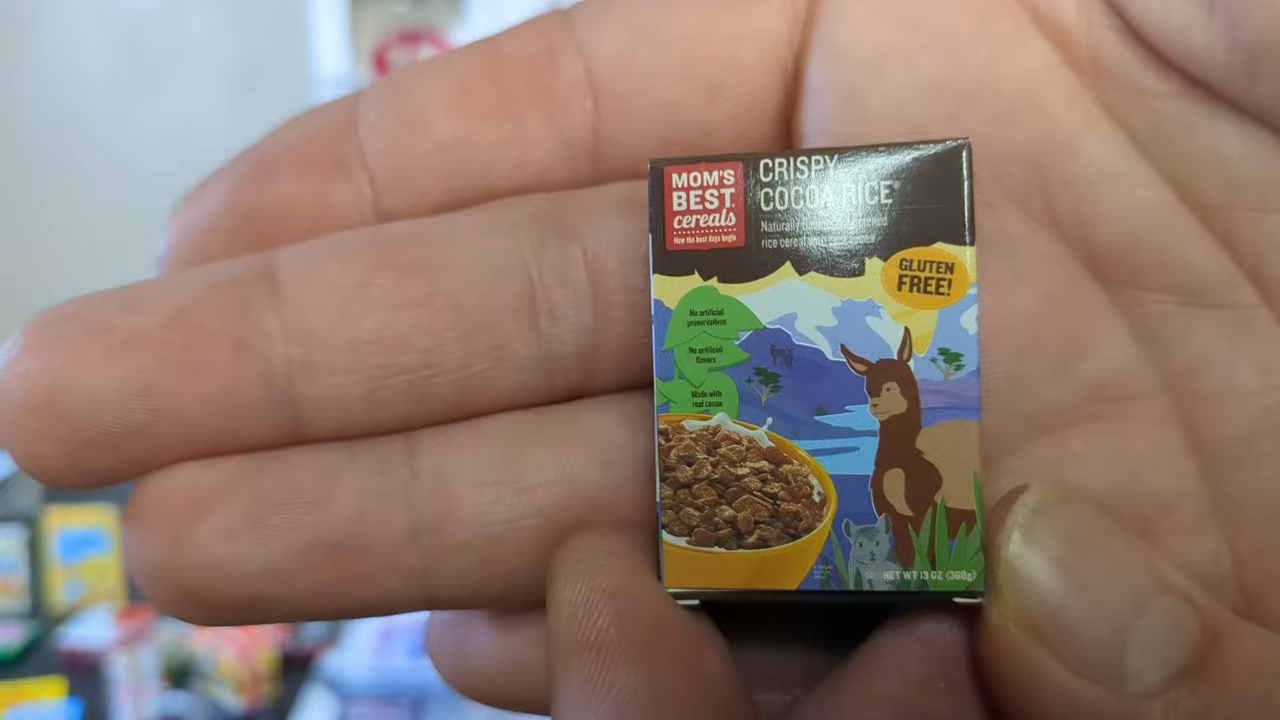 MOM'S
BEST
cereals
How the best days begin
CRISPY
COCOA RICE
Naturally
rice cereal
GLUTEN
FREE!
No artificial
preservatives
No artificial
flavors
Made with
real cocoa
NET WT 13 OZ (368g)